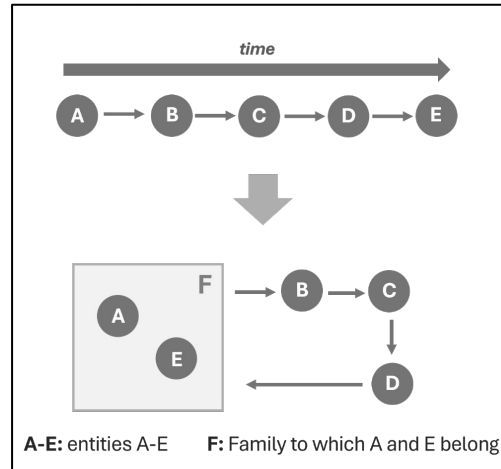 time
A B C D E
F
B C
A
E
D
A-E: entities A-E F: Family to which A and E belong